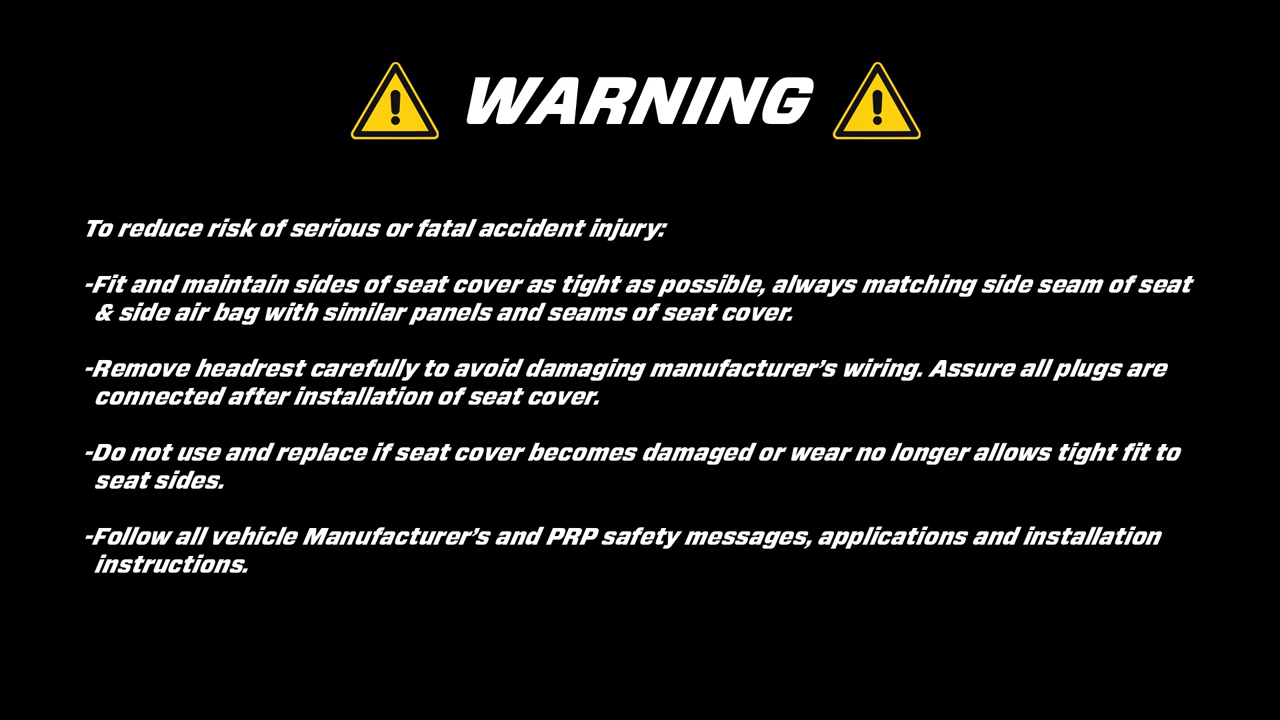 WARNING
To reduce risk of serious or fatal accident injury:
-Fit and maintain sides of seat cover as tight as possible, always matching side seam of seat
& side air bag with similar panels and seams of seat cover.
-Remove headrest carefully to avoid damaging manufacturer’s wiring. Assure all plugs are
connected after installation of seat cover.
-Do not use and replace if seat cover becomes damaged or wear no longer allows tight fit to
seat sides.
-Follow all vehicle Manufacturer’s and PRP safety messages, applications and installation
instructions.